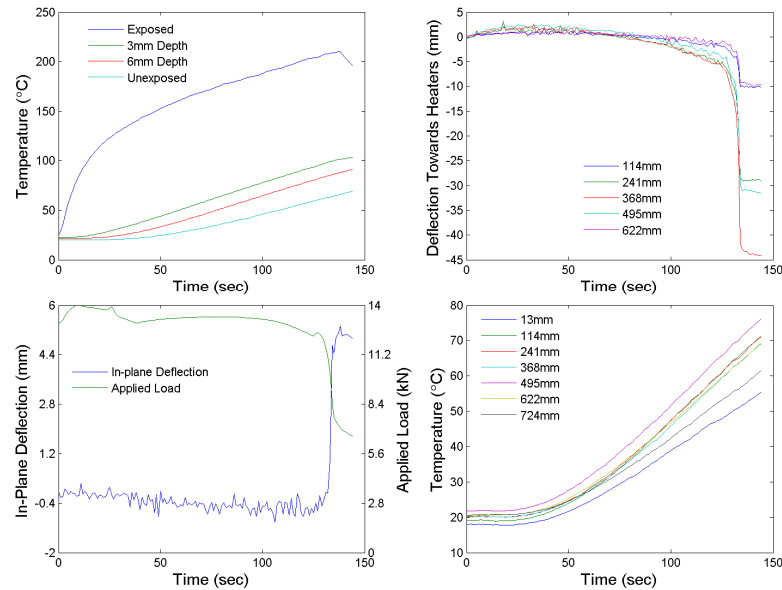 Temperature (°C)
250
200
150
100
50
0
Exposed
3mm Depth
6mm Depth
Unexposed
0 50 100 150
Time (sec)
Deflection Towards Heaters (mm)
5
0
-5
-10
-15
-20
-25
-30
-35
-40
-45
114mm
241mm
368mm
495mm
622mm
0 50 100 150
Time (sec)
In-Plane Deflection (mm)
6
4.4
2.8
1.2
-0.4
-2
In-plane Deflection
Applied Load
14
11.2
8.4
5.6
2.8
0
Applied Load (kN)
0 50 100 150
Time (sec)
Temperature (°C)
80
70
60
50
40
30
20
10
13mm
114mm
241mm
368mm
495mm
622mm
724mm
0 50 100 150
Time (sec)